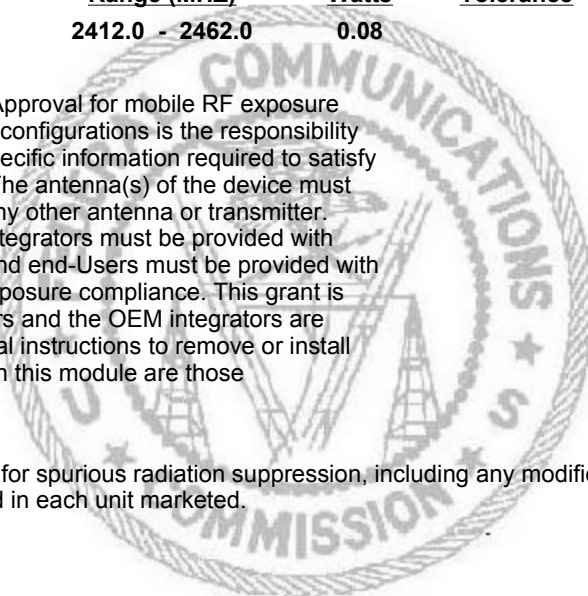 Range (MHZ) Watts Tolerance
2412.0 - 2462.0 0.08
Approval for mobile RF exposure
configurations is the responsibility
ecific information required to satisfy
The antenna(s) of the device must
ny other antenna or transmitter.
tegrators must be provided with
nd end-Users must be provided with
posure compliance. This grant is
rs and the OEM integrators are
al instructions to remove or install
n this module are those
for spurious radiation suppression, including any modific
d in each unit marketed.
COMMUNICATIONS
COMMISSION
U S